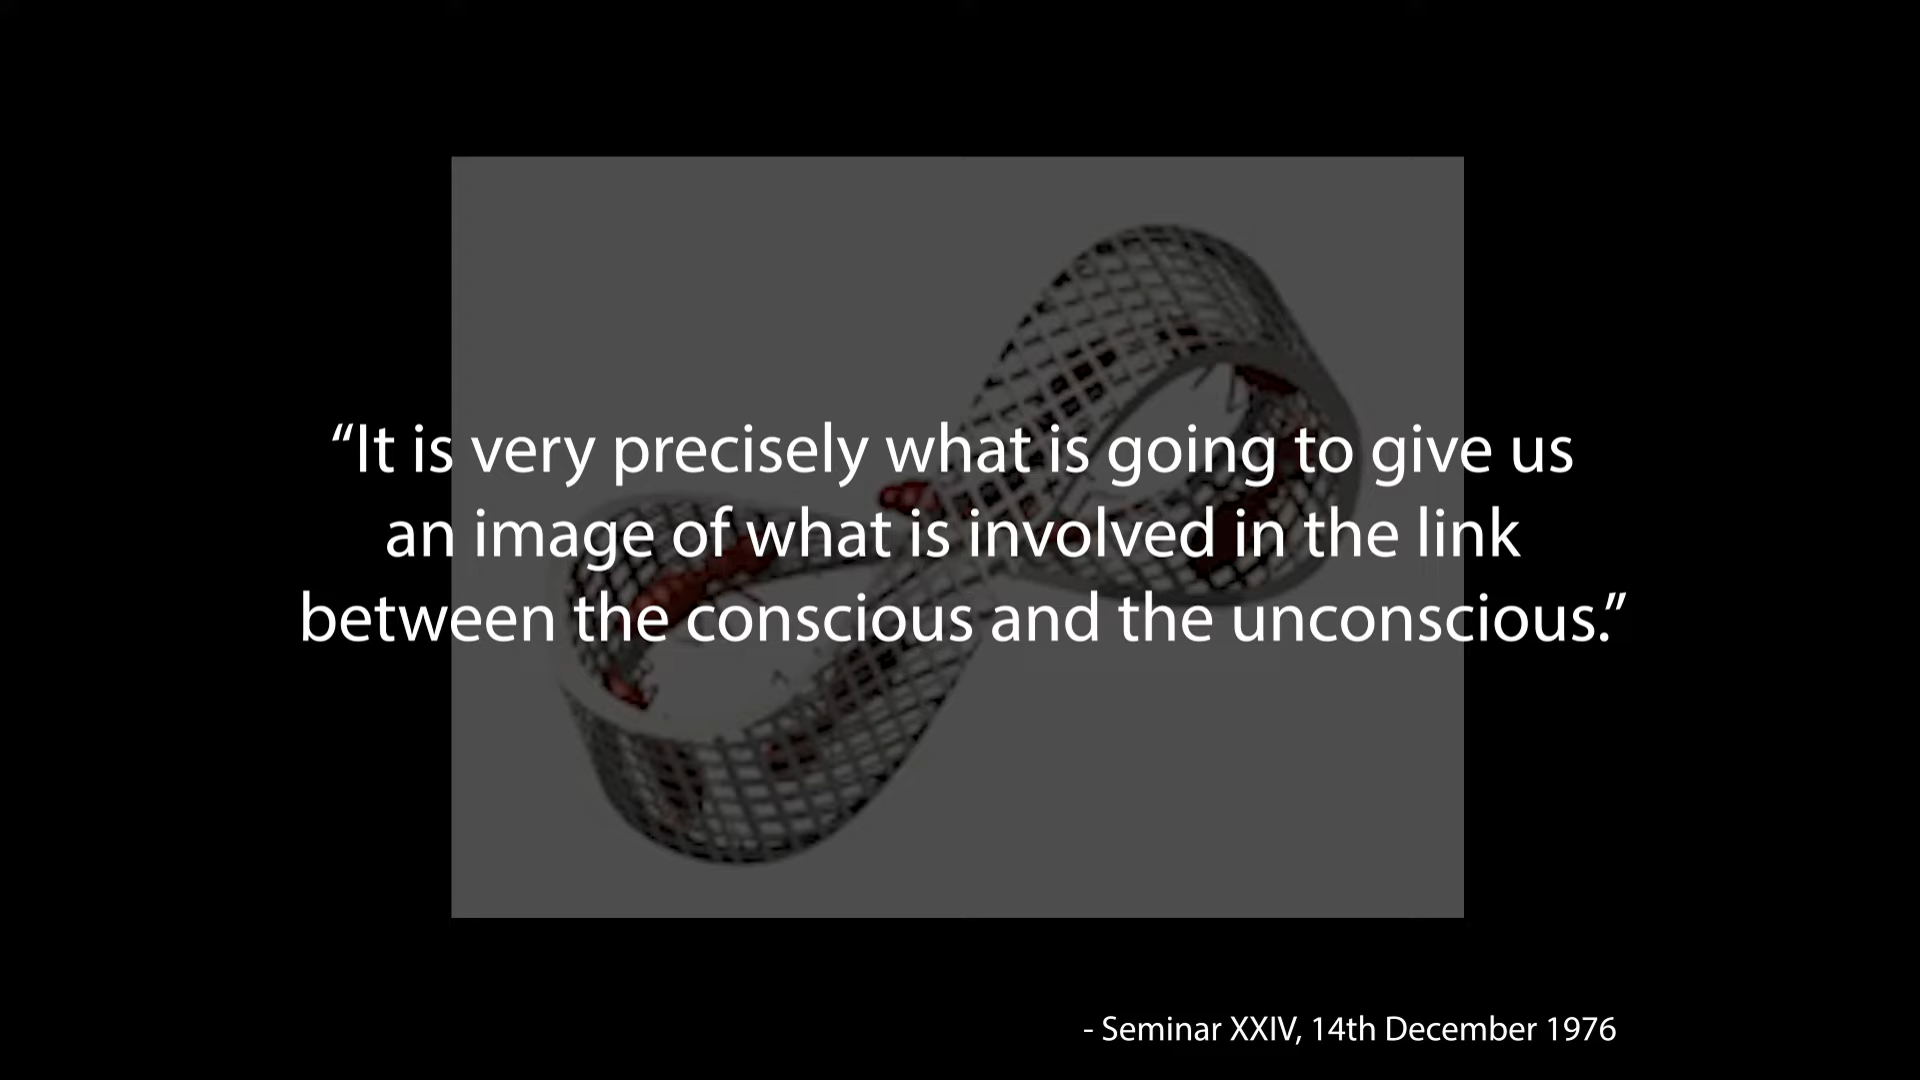 “It is very precisely what is going to give us
an image of what is involved in the link
between the conscious and the unconscious.”
- Seminar XXIV, 14th December 1976